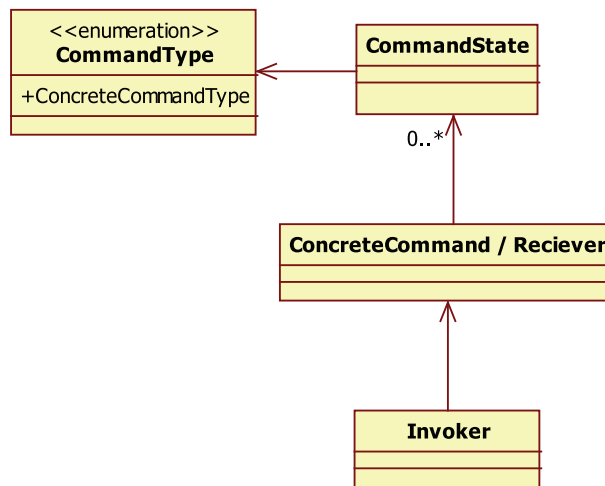 <<enumeration>>
CommandType
+ConcreteCommandType
CommandState
0..*
ConcreteCommand / Reciever
Invoker